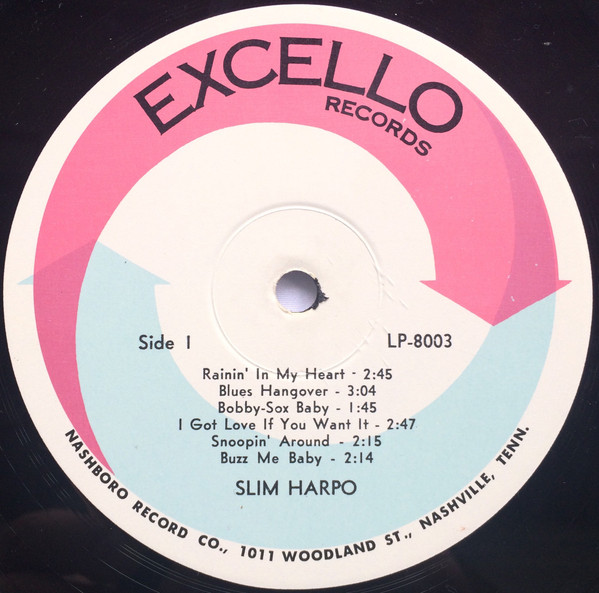 EXCELLO
RECORDS
Side 1 LP-8003
Rainin' In My Heart - 2:45
Blues Hangover - 3:04
Bobby-Sox Baby - 1:45
I Got Love If You Want It - 2:47
Snoopin' Around - 2:15
Buzz Me Baby - 2:14
SLIM HARPO
NASHBORO RECORD CO., 1011 WOODLAND ST., NASHVILLE, TENN.